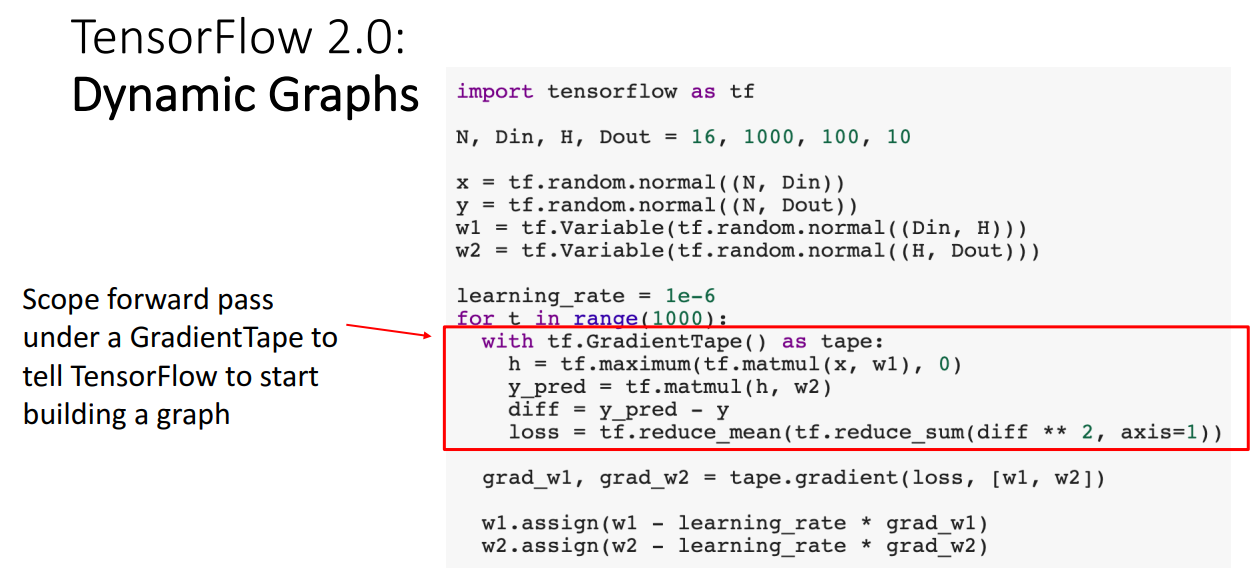 TensorFlow 2.0:
Dynamic Graphs
import tensorflow as tf
N, Din, H, Dout = 16, 1000, 100, 10
x = tf.random.normal((N, Din))
y = tf.random.normal((N, Dout))
w1 = tf.Variable(tf.random.normal((Din, H)))
w2 = tf.Variable(tf.random.normal((H, Dout)))
learning_rate = 1e-6
for t in range(1000):
with tf.GradientTape() as tape:
h = tf.maximum(tf.matmul(x, w1), 0)
y_pred = tf.matmul(h, w2)
diff = y_pred - y
loss = tf.reduce_mean(tf.reduce_sum(diff ** 2, axis=1))
grad_w1, grad_w2 = tape.gradient(loss, [w1, w2])
w1.assign(w1 - learning_rate * grad_w1)
w2.assign(w2 - learning_rate * grad_w2)
Scope forward pass
under a GradientTape to
tell TensorFlow to start
building a graph